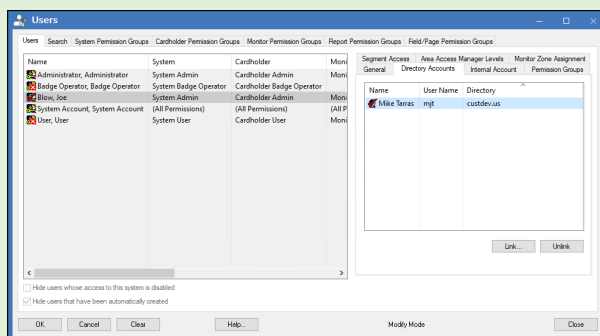 Users
Users Search System Permission Groups Cardholder Permission Groups Monitor Permission Groups Report Permission Groups Field/Page Permission Groups
Name System Cardholder Moni
Administrator, Administrator System Admin Cardholder Admin Moni
Badge Operator, Badge Operator System Badge Operator Cardholder Badge Operator
Blow, Joe System Admin Cardholder Admin Moni
System Account, System Account (All Permissions) (All Permissions) (All P
User, User System User Cardholder User Moni
Segment Access Area Access Manager Levels Monitor Zone Assignment
General Directory Accounts Internal Account Permission Groups
Name User Name Directory
Mike Tarras mjt custdev.us
Link... Unlink
Hide users whose access to this system is disabled
Hide users that have been automatically created
OK Cancel Clear Help... Modify Mode Close